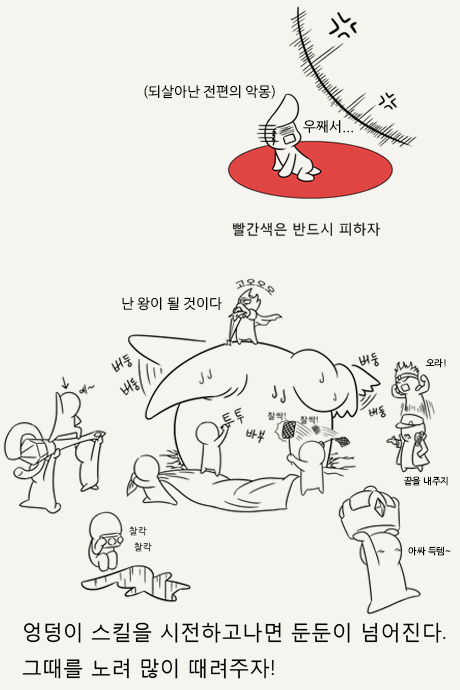 (되살아난 전편의 악몽)
우째서...
빨간색은 반드시 피하자
고오오오
난 왕이 될 것이다
버둥
버둥
버둥
버둥
오라!
예~
투투
바부
찰싹!
찰싹!
끝을 내주지
찰칵
찰칵
아싸 득템~
엉덩이 스킬을 시전하고나면 둔둔이 넘어진다.
그때를 노려 많이 때려주자!